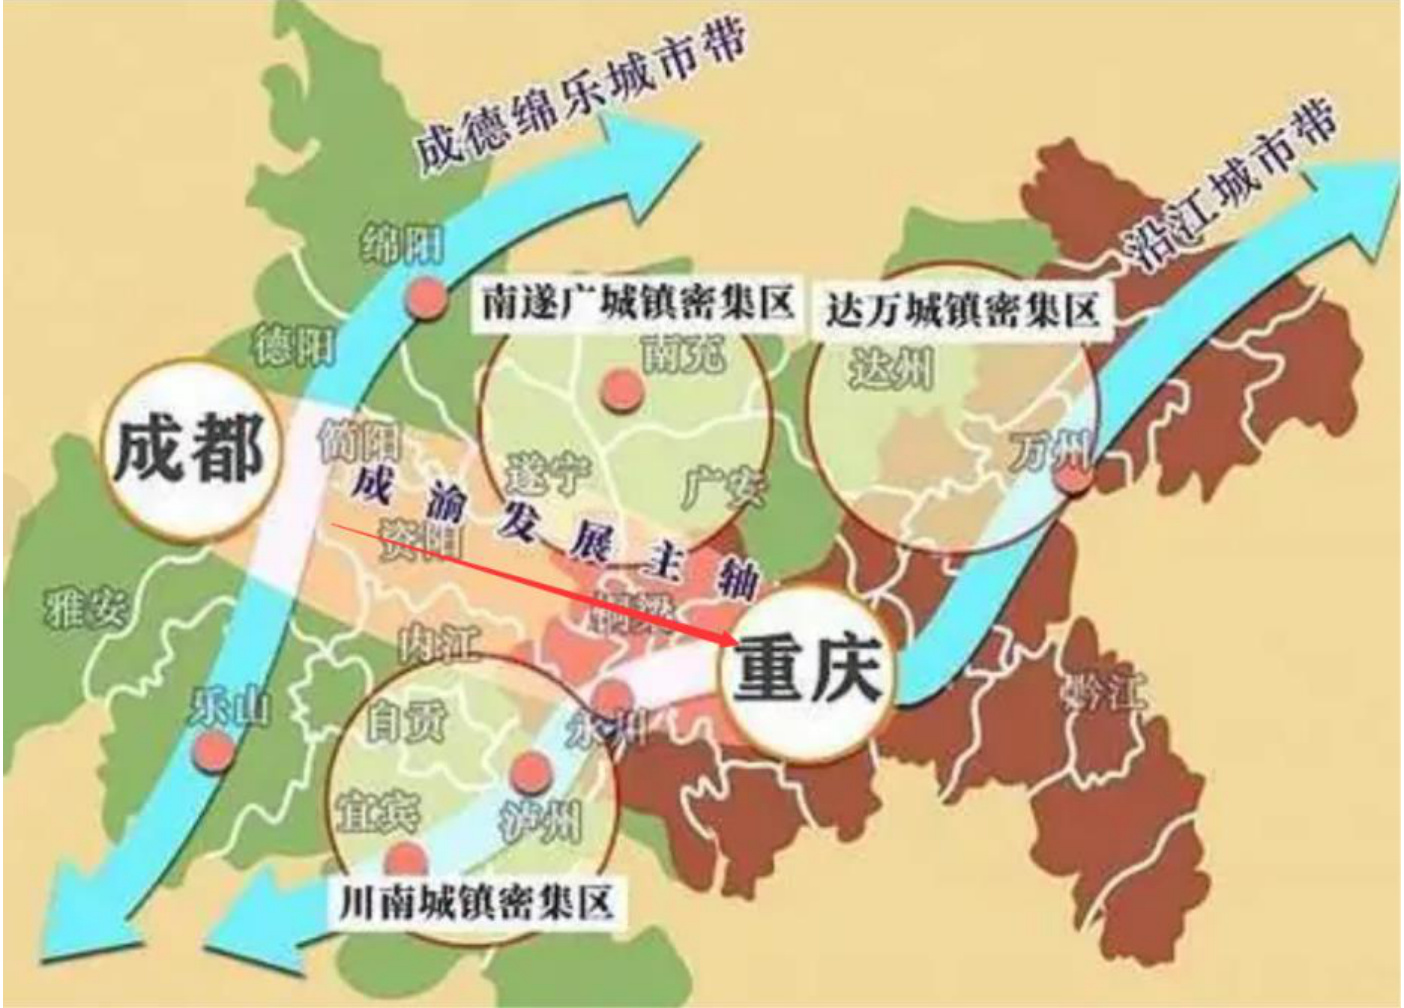 成德绵乐城市带
沿江城市带
绵阳
南遂广城镇密集区
达万城镇密集区
德阳
南充
达州
成都
简阳
万州
遂宁
广安
成渝发展主轴
资阳
铜梁
雅安
内江
重庆
黔江
乐山
自贡
永川
宜宾
泸州
川南城镇密集区